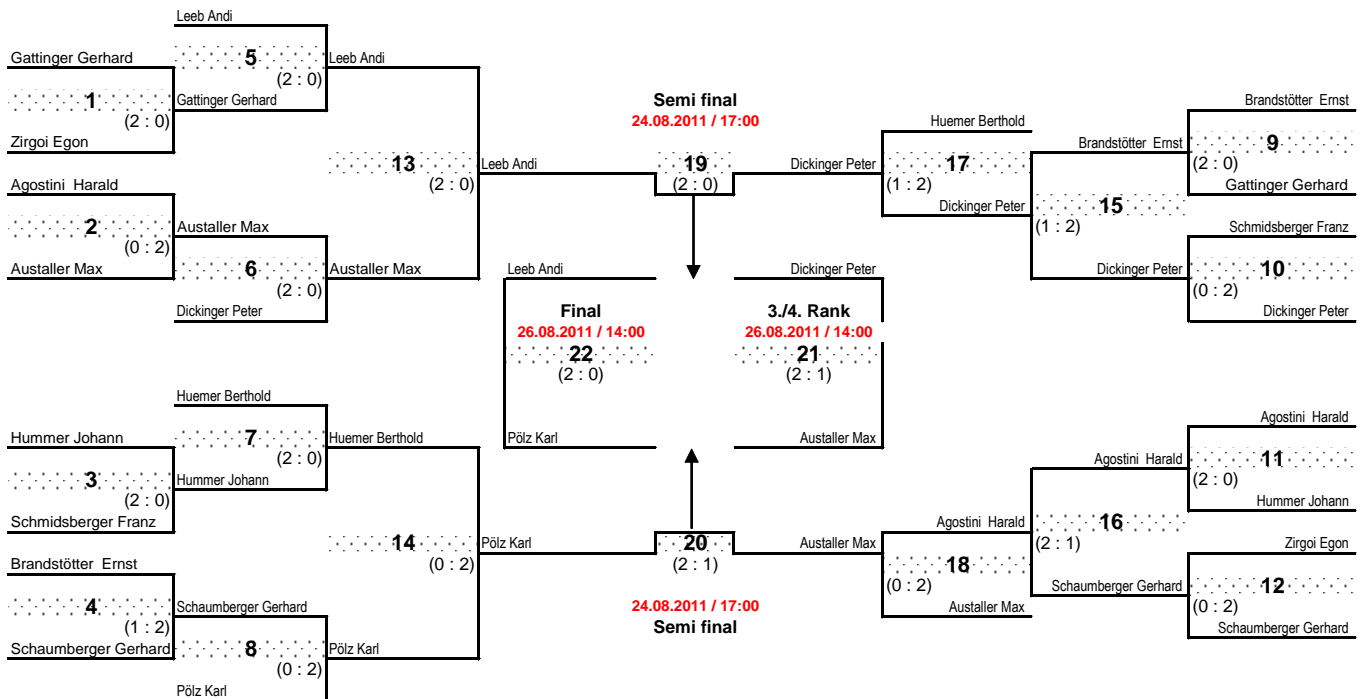 Leeb Andi
Gattinger Gerhard
5
Leeb Andi
(2 : 0)
1
Gattinger Gerhard
(2 : 0)
Zirgoi Egon
13
Leeb Andi
(2 : 0)
Agostini Harald
2
Austaller Max
(0 : 2)
Austaller Max
6
Austaller Max
(2 : 0)
Dickinger Peter
Huemer Berthold
Hummer Johann
7
Huemer Berthold
(2 : 0)
3
Hummer Johann
(2 : 0)
Schmidsberger Franz
14
Pölz Karl
(0 : 2)
Brandstötter Ernst
4
Schaumberger Gerhard
(1 : 2)
Schaumberger Gerhard
8
Pölz Karl
(0 : 2)
Pölz Karl
Semi final
24.08.2011 / 17:00
19
(2 : 0)
Leeb Andi
Final
26.08.2011 / 14:00
22
(2 : 0)
Pölz Karl
Dickinger Peter
3./4. Rank
26.08.2011 / 14:00
21
(2 : 1)
Austaller Max
20
(2 : 1)
24.08.2011 / 17:00
Semi final
Huemer Berthold
Dickinger Peter
17
(1 : 2)
Dickinger Peter
Brandstötter Ernst
15
(1 : 2)
Dickinger Peter
Brandstötter Ernst
9
(2 : 0)
Gattinger Gerhard
Schmidsberger Franz
10
(0 : 2)
Dickinger Peter
Agostini Harald
11
(2 : 0)
Hummer Johann
Agostini Harald
16
(2 : 1)
Schaumberger Gerhard
Zirgoi Egon
12
(0 : 2)
Schaumberger Gerhard
Agostini Harald
Austaller Max
18
(0 : 2)
Austaller Max